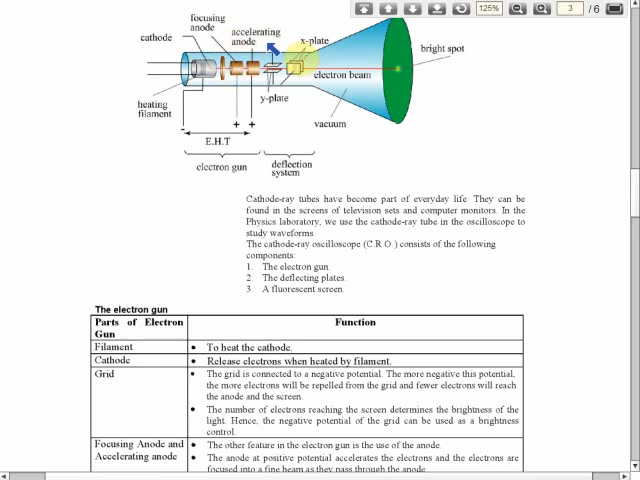 125%
3 / 6
focusing
anode
accelerating
anode
cathode
x-plate
bright spot
electron beam
heating
filament
y-plate
vacuum
- + +
E.H.T
electron gun
deflection
system
Cathode-ray tubes have become part of everyday life. They can be
found in the screens of television sets and computer monitors. In the
Physics laboratory, we use the cathode-ray tube in the oscilloscope to
study waveforms.
The cathode-ray oscilloscope (C.R.O.) consists of the following
components:
1. The electron gun.
2. The deflecting plates.
3. A fluorescent screen.
The electron gun
Parts of Electron
Gun
Function
Filament
• To heat the cathode.
Cathode
• Release electrons when heated by filament.
Grid
• The grid is connected to a negative potential. The more negative this potential,
the more electrons will be repelled from the grid and fewer electrons will reach
the anode and the screen.
• The number of electrons reaching the screen determines the brightness of the
light. Hence, the negative potential of the grid can be used as a brightness
control.
Focusing Anode and
Accelerating anode
• The other feature in the electron gun is the use of the anode.
• The anode at positive potential accelerates the electrons and the electrons are
focused into a fine beam as they pass through the anode.